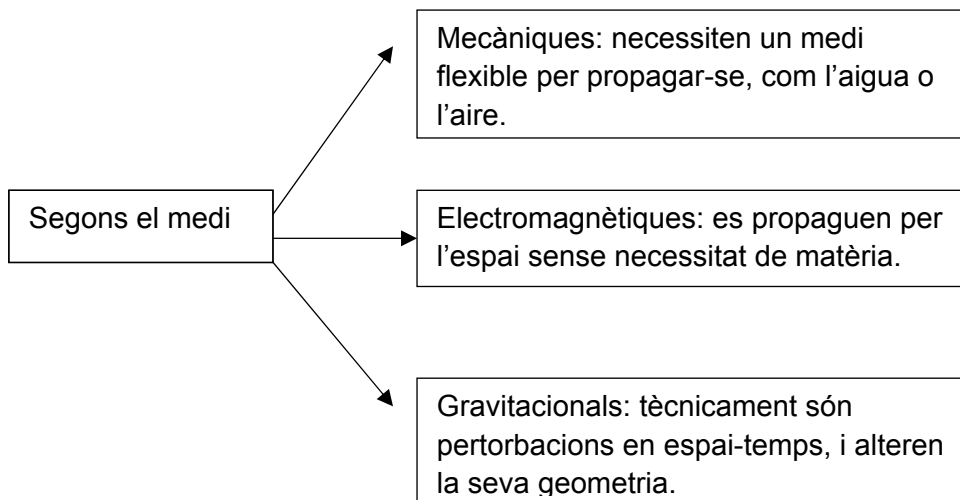 Mecàniques: necessiten un medi
flexible per propagar-se, com l’aigua o
l’aire.
Segons el medi
Electromagnètiques: es propaguen per
l’espai sense necessitat de matèria.
Gravitacionals: tècnicament són
pertorbacions en espai-temps, i alteren
la seva geometria.